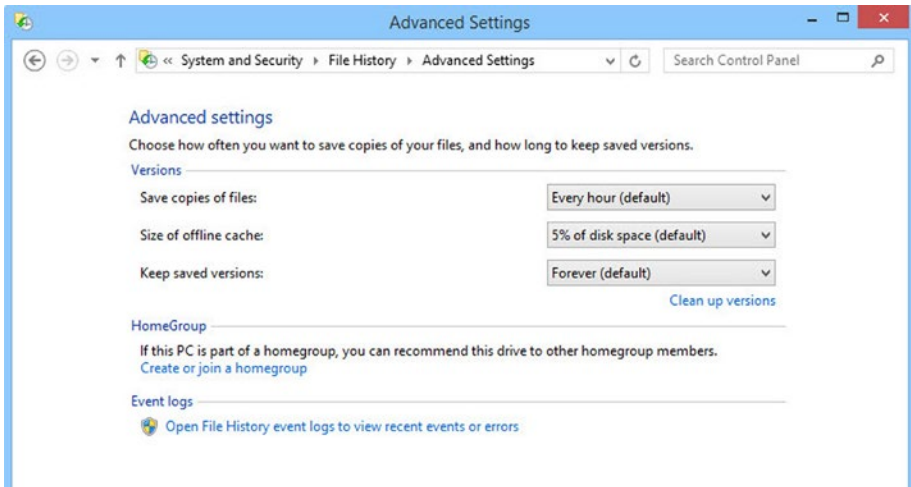 Advanced Settings
« System and Security ▸ File History ▸ Advanced Settings
Search Control Panel
Advanced settings
Choose how often you want to save copies of your files, and how long to keep saved versions.
Versions
Save copies of files: Every hour (default)
Size of offline cache: 5% of disk space (default)
Keep saved versions: Forever (default)
Clean up versions
HomeGroup
If this PC is part of a homegroup, you can recommend this drive to other homegroup members.
Create or join a homegroup
Event logs
Open File History event logs to view recent events or errors